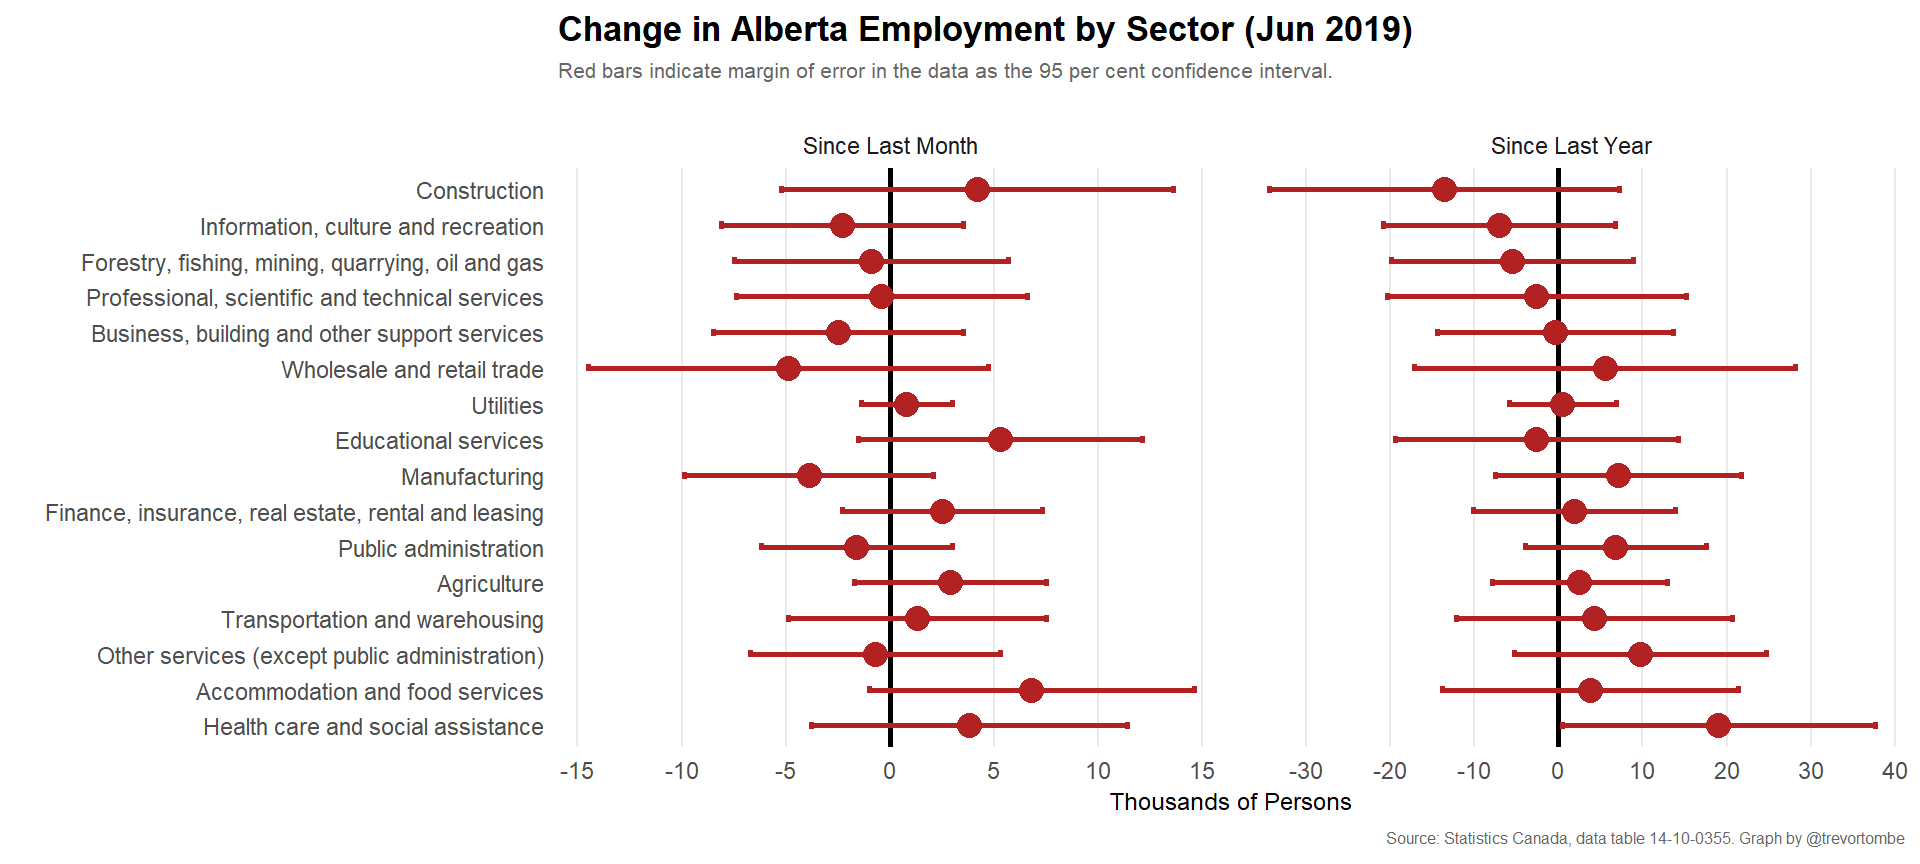 Change in Alberta Employment by Sector (Jun 2019)
Red bars indicate margin of error in the data as the 95 per cent confidence interval.
Since Last Month
Since Last Year
Construction
Information, culture and recreation
Forestry, fishing, mining, quarrying, oil and gas
Professional, scientific and technical services
Business, building and other support services
Wholesale and retail trade
Utilities
Educational services
Manufacturing
Finance, insurance, real estate, rental and leasing
Public administration
Agriculture
Transportation and warehousing
Other services (except public administration)
Accommodation and food services
Health care and social assistance
-15 -10 -5 0 5 10 15
-30 -20 -10 0 10 20 30 40
Thousands of Persons
Source: Statistics Canada, data table 14-10-0355. Graph by @trevortombe